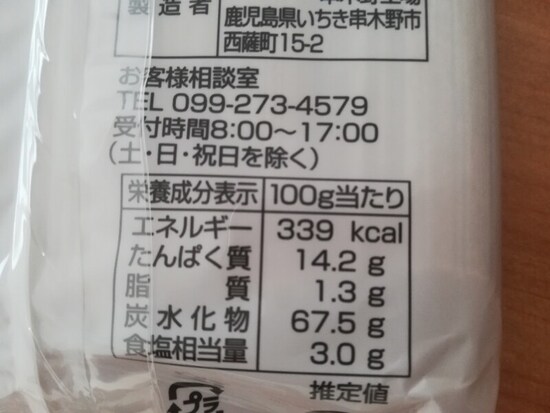 製造者
鹿児島県いちき串木野市
西薩町15-2
お客様相談室
TEL 099-273-4579
受付時間8:00〜17:00
(土・日・祝日を除く)
栄養成分表示 100g当たり
エネルギー 339 kcal
たんぱく質 14.2 g
脂質 1.3 g
炭水化物 67.5 g
食塩相当量 3.0 g
推定値
プラ